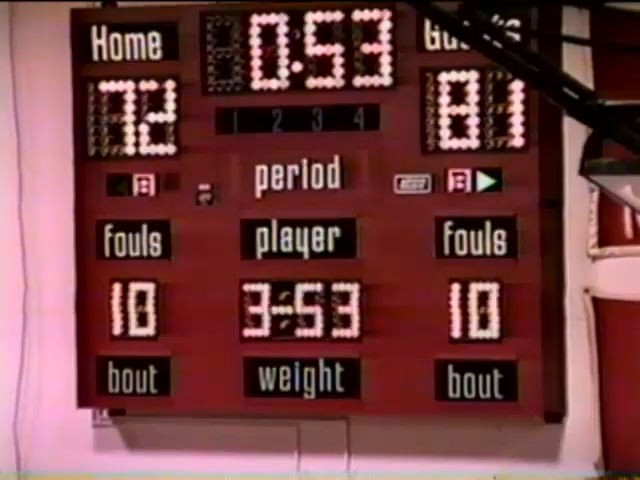 Home 0:53 Guests
72 81
1 2 3 4
B period B
fouls player fouls
10 3-53 10
bout weight bout